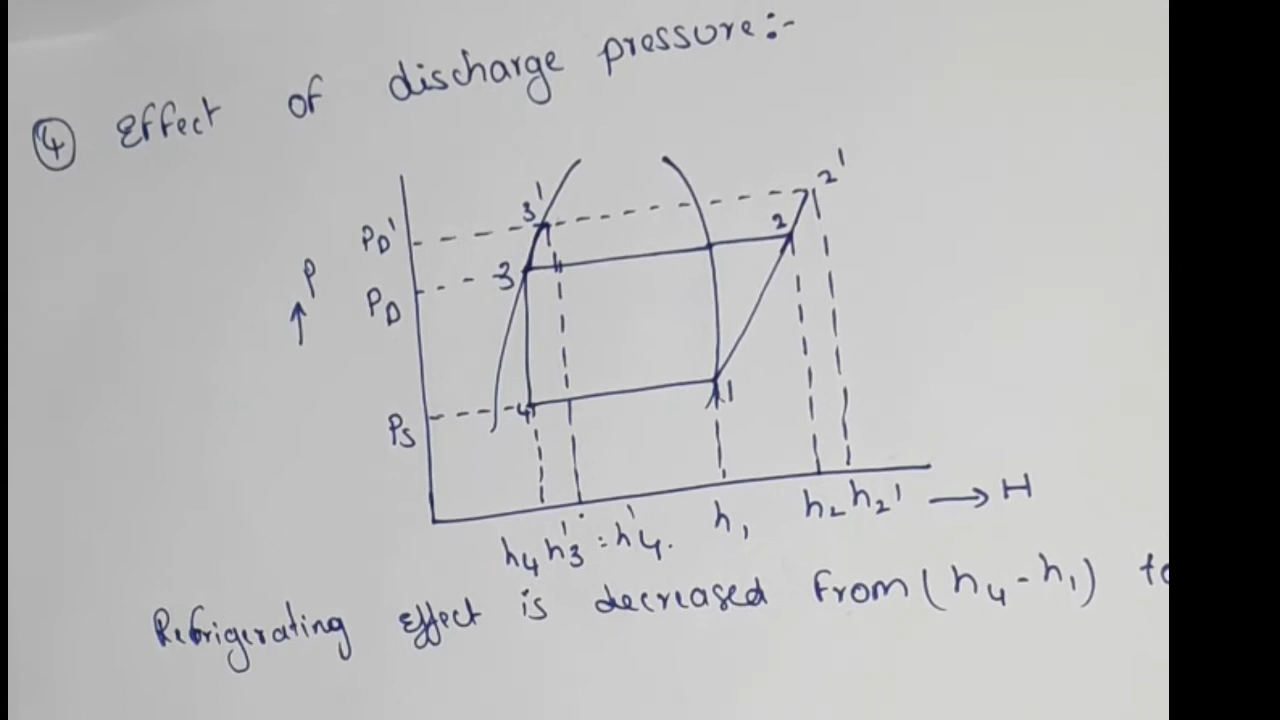 ④ Effect of discharge pressure:-
3' 2'
PD' 2
P 3
PD
PS 4 1
h4 h3' = h4'. h1 h2 h2' → H
Refrigerating effect is decreased from (h4 - h1) to